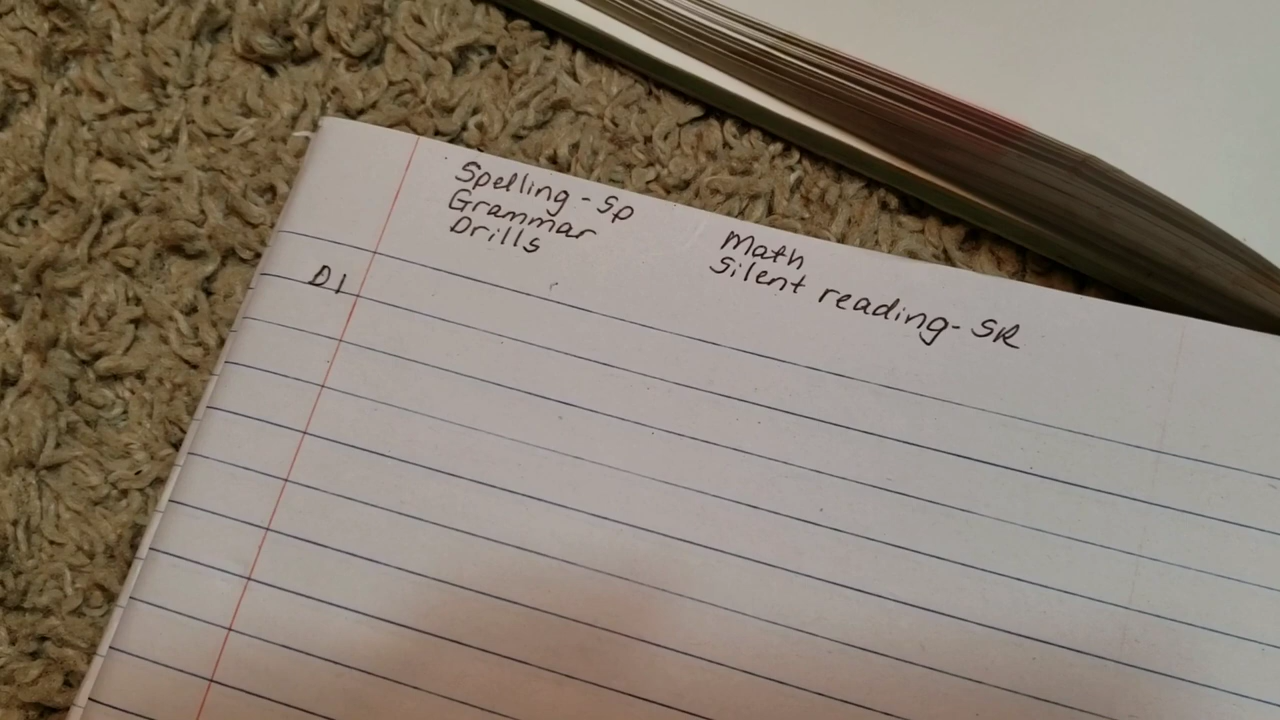 Spelling - Sp
Grammar
Drills
Math
Silent reading - SR
D1